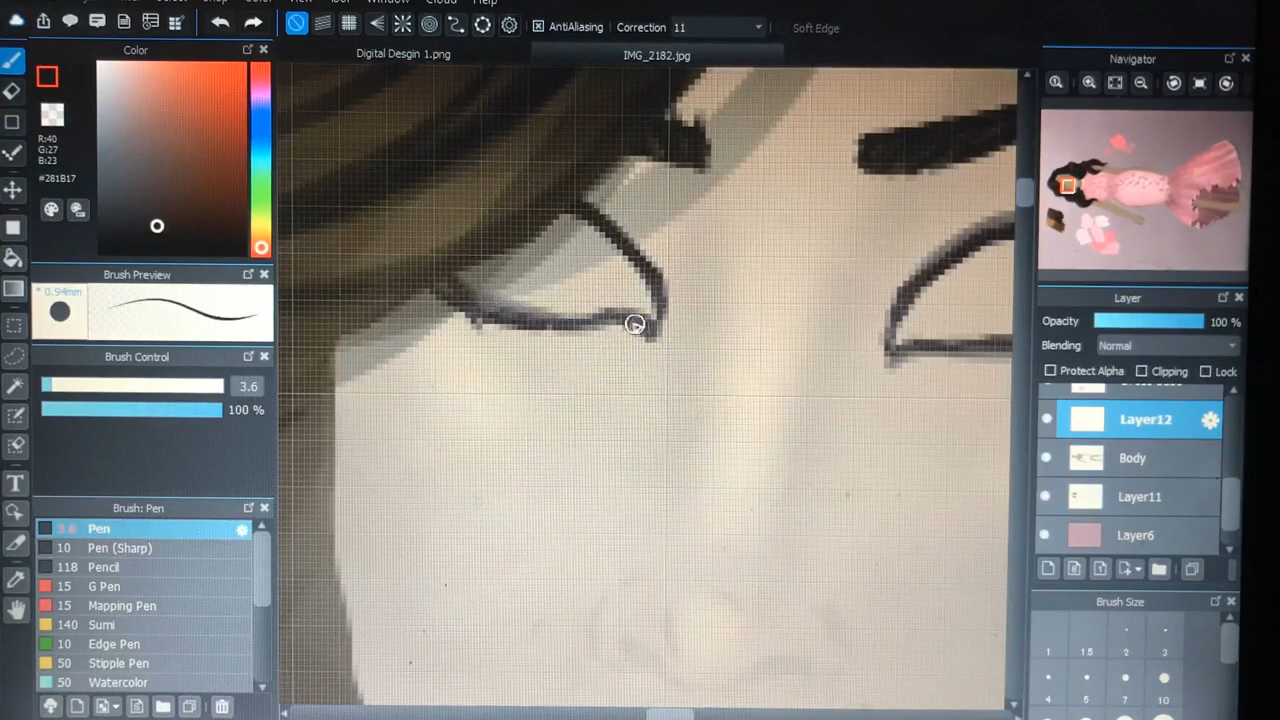 View Tool Window Cloud Help
AntiAliasing Correction 11 Soft Edge
Color
Digital Desgin 1.png IMG_2182.jpg
Navigator
R:40
G:27
B:23
#281B17
Brush Preview
* 0.94mm
Brush Control
3.6
100 %
Layer
Opacity 100 %
Blending Normal
Protect Alpha Clipping Lock
Layer12
Body
Layer11
Layer6
Brush: Pen
3.6 Pen
10 Pen (Sharp)
118 Pencil
15 G Pen
15 Mapping Pen
140 Sumi
10 Edge Pen
50 Stipple Pen
50 Watercolor
Brush Size
1 1.5 2 3
4 5 7 10